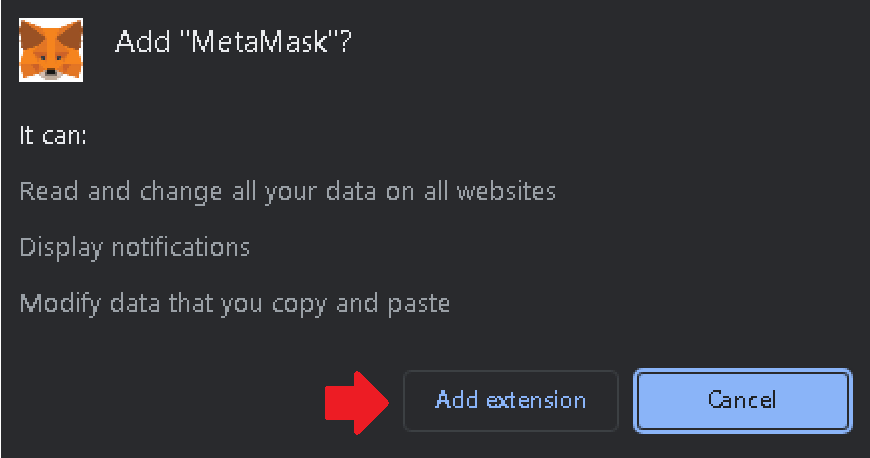 Add "MetaMask"?
It can:
Read and change all your data on all websites
Display notifications
Modify data that you copy and paste
Add extension
Cancel